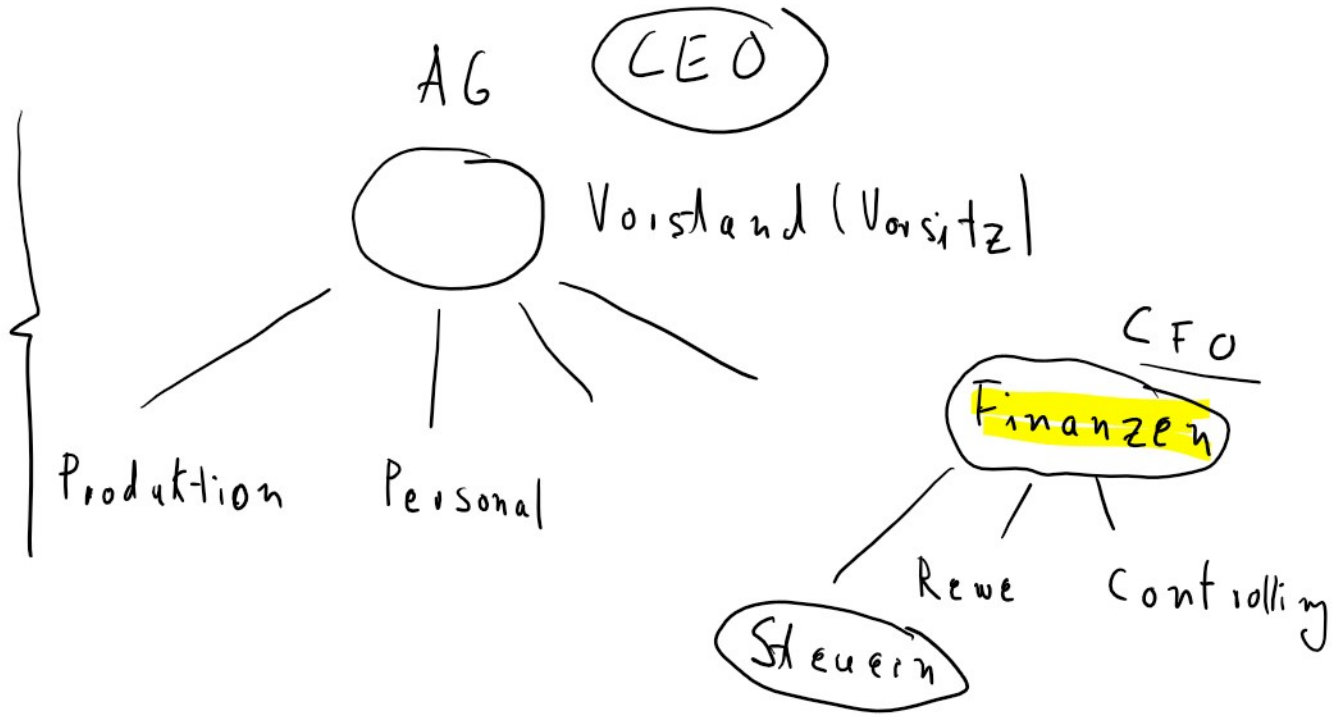 AG
CEO
Vorstand (Vorsitz)
CFO
Finanzen
Produktion
Personal
Rewe
Controlling
Steuern